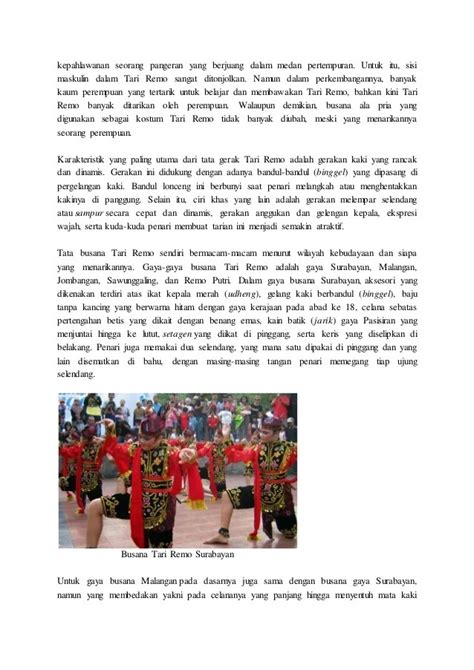 kepahlawanan seorang pangeran yang berjuang dalam medan pertempuran. Untuk itu, sisi
maskulin dalam Tari Remo sangat ditonjolkan. Namun dalam perkembangannya, banyak
kaum perempuan yang tertarik untuk belajar dan membawakan Tari Remo, bahkan kini Tari
Remo banyak ditarikan oleh perempuan. Walaupun demikian, busana ala pria yang
digunakan sebagai kostum Tari Remo tidak banyak diubah, meski yang menarikannya
seorang perempuan.
Karakteristik yang paling utama dari tata gerak Tari Remo adalah gerakan kaki yang rancak
dan dinamis. Gerakan ini didukung dengan adanya bandul-bandul (binggel) yang dipasang di
pergelangan kaki. Bandul lonceng ini berbunyi saat penari melangkah atau menghentakkan
kakinya di panggung. Selain itu, ciri khas yang lain adalah gerakan melempar selendang
atau sampur secara cepat dan dinamis, gerakan anggukan dan gelengan kepala, ekspresi
wajah, serta kuda-kuda penari membuat tarian ini menjadi semakin atraktif.
Tata busana Tari Remo sendiri bermacam-macam menurut wilayah kebudayaan dan siapa
yang menarikannya. Gaya-gaya busana Tari Remo adalah gaya Surabayan, Malangan,
Jombangan, Sawunggaling, dan Remo Putri. Dalam gaya busana Surabayan, aksesori yang
dikenakan terdiri atas ikat kepala merah (udheng), gelang kaki berbandul (binggel), baju
tanpa kancing yang berwarna hitam dengan gaya kerajaan pada abad ke 18, celana sebatas
pertengahan betis yang dikait dengan benang emas, kain batik (jarik) gaya Pasisiran yang
menjuntai hingga ke lutut, setagen yang diikat di pinggang, serta keris yang diselipkan di
belakang. Penari juga memakai dua selendang, yang mana satu dipakai di pinggang dan yang
lain disematkan di bahu, dengan masing-masing tangan penari memegang tiap ujung
selendang.
Busana Tari Remo Surabayan
Untuk gaya busana Malangan pada dasarnya juga sama dengan busana gaya Surabayan,
namun yang membedakan yakni pada celananya yang panjang hingga menyentuh mata kaki